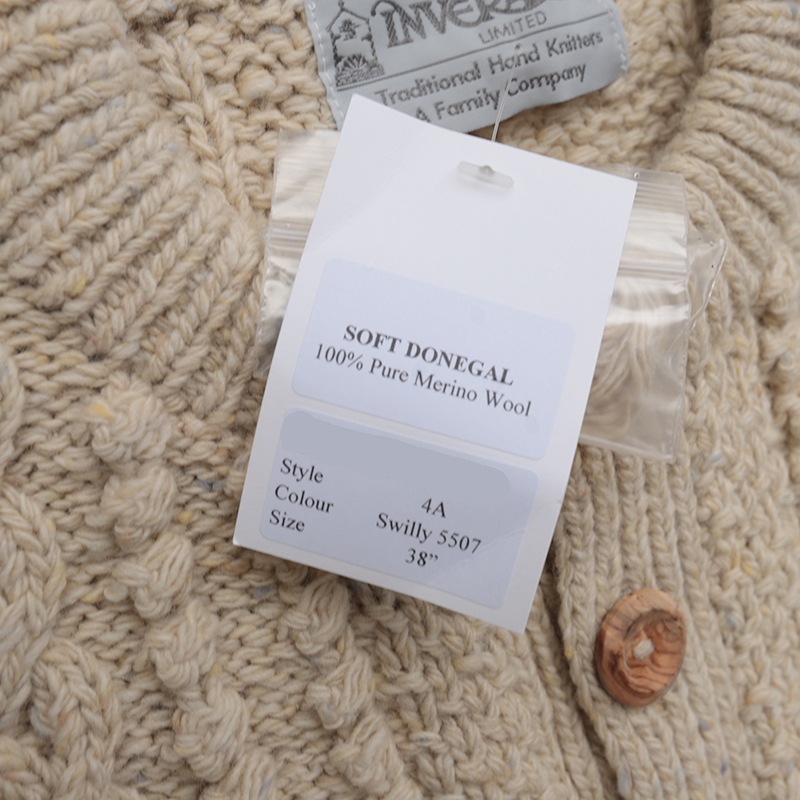 LIMITED
Traditional Hand Knitters
A Family Company
SOFT DONEGAL
100% Pure Merino Wool
Style 4A
Colour Swilly 5507
Size 38”